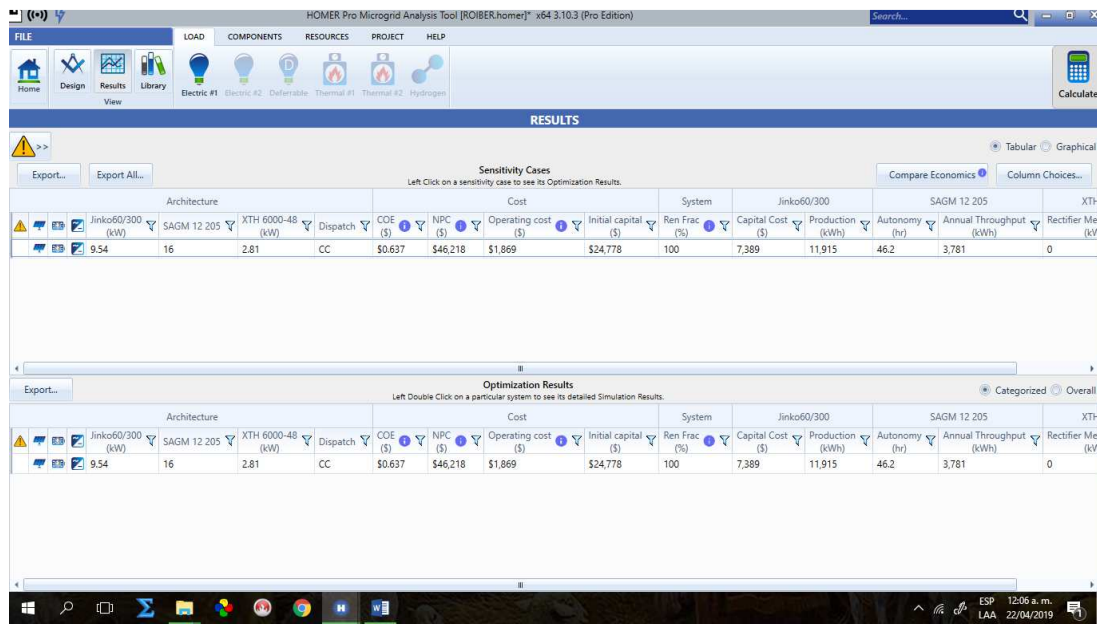 HOMER Pro Microgrid Analysis Tool [ROIBER.homer]* x64 3.10.3 (Pro Edition)
Search...
FILE
LOAD COMPONENTS RESOURCES PROJECT HELP
Home Design Results Library Electric #1 Electric #2 Deferrable Thermal #1 Thermal #2 Hydrogen Calculate
View
RESULTS
>> Tabular Graphical
Export... Export All... Sensitivity Cases Compare Economics Column Choices...
Left Click on a sensitivity case to see its Optimization Results.
Architecture Cost System Jinko60/300 SAGM 12 205 XTH
Jinko60/300 (kW) SAGM 12 205 XTH 6000-48 (kW) Dispatch COE ($) NPC ($) Operating cost ($) Initial capital ($) Ren Frac (%) Capital Cost ($) Production (kWh) Autonomy (hr) Annual Throughput (kWh) Rectifier Me (kW
9.54 16 2.81 CC $0.637 $46,218 $1,869 $24,778 100 7,389 11,915 46.2 3,781 0
Export... Optimization Results Categorized Overall
Left Double Click on a particular system to see its detailed Simulation Results.
Architecture Cost System Jinko60/300 SAGM 12 205 XTH
Jinko60/300 (kW) SAGM 12 205 XTH 6000-48 (kW) Dispatch COE ($) NPC ($) Operating cost ($) Initial capital ($) Ren Frac (%) Capital Cost ($) Production (kWh) Autonomy (hr) Annual Throughput (kWh) Rectifier Me (kW
9.54 16 2.81 CC $0.637 $46,218 $1,869 $24,778 100 7,389 11,915 46.2 3,781 0
ESP 12:06 a. m.
LAA 22/04/2019